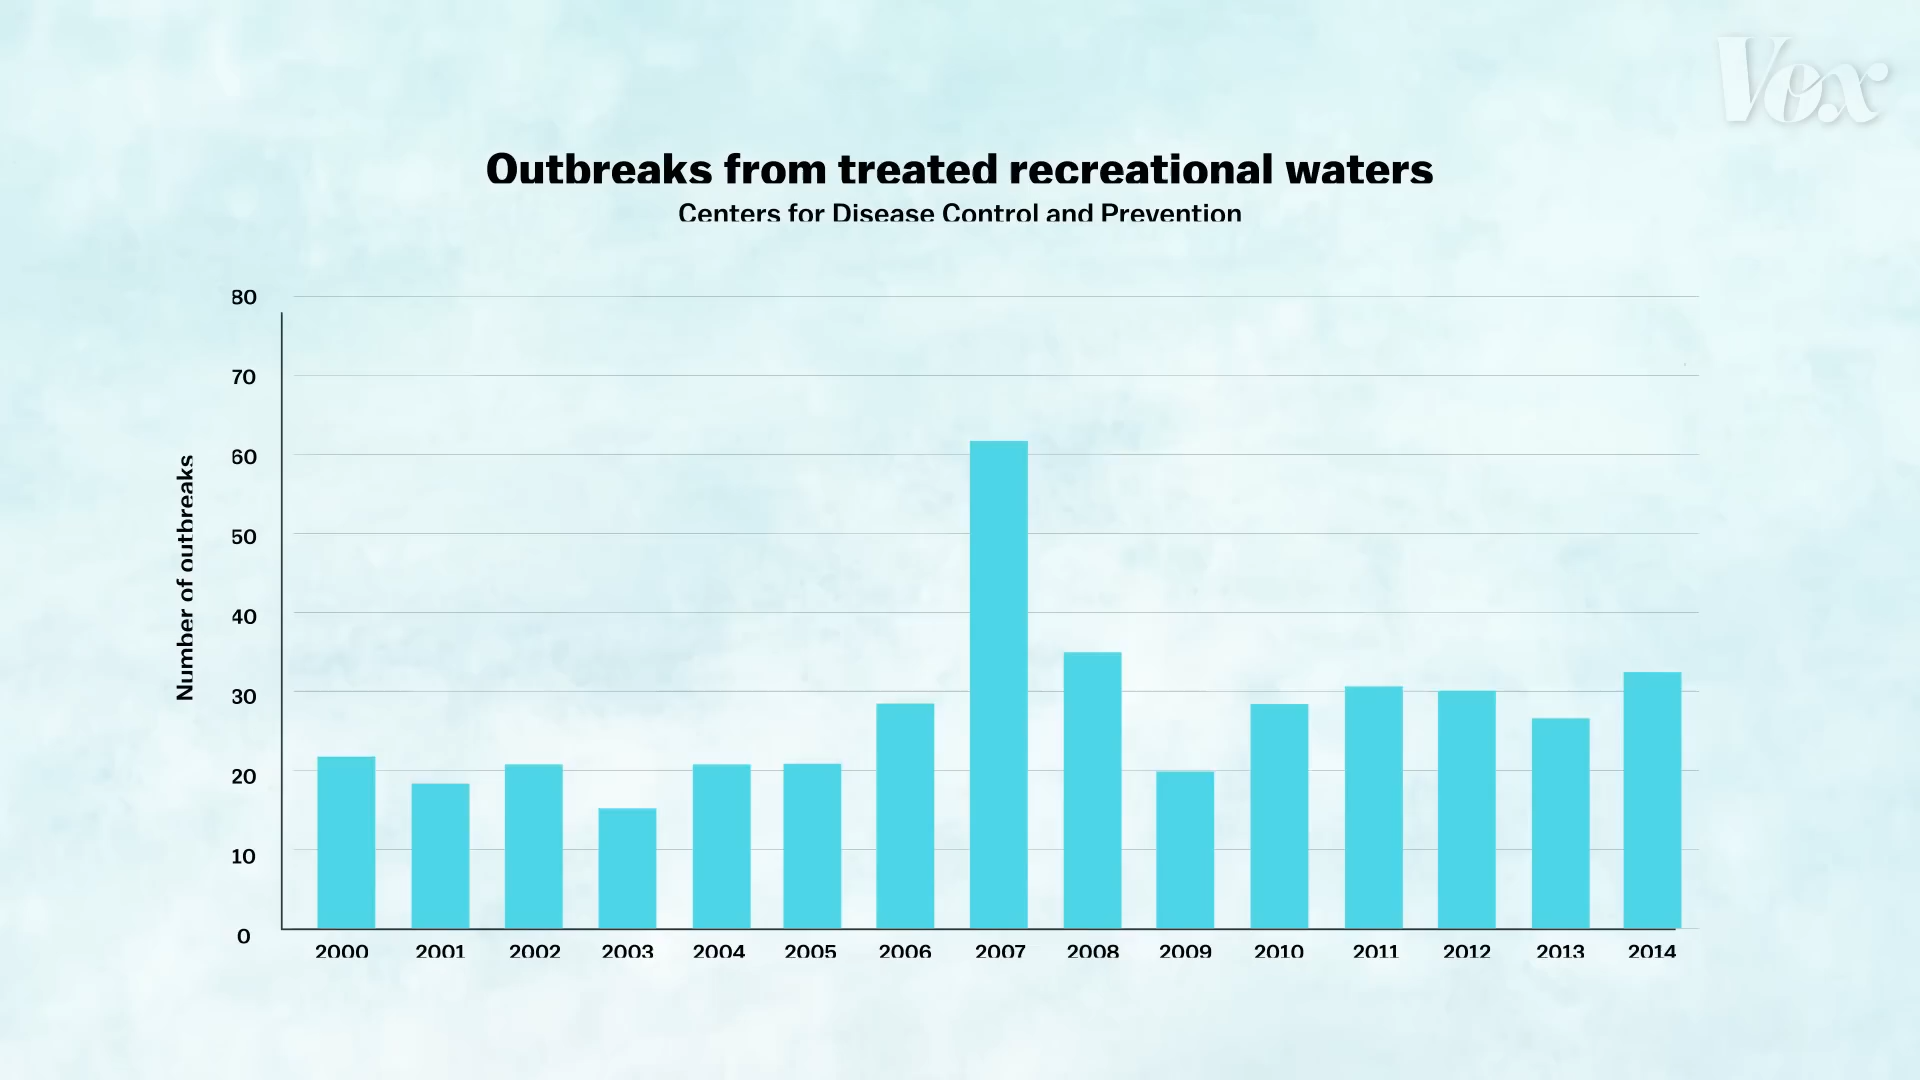 Vox
Outbreaks from treated recreational waters
Centers for Disease Control and Prevention
Number of outbreaks
80
70
60
50
40
30
20
10
0
2000 2001 2002 2003 2004 2005 2006 2007 2008 2009 2010 2011 2012 2013 2014